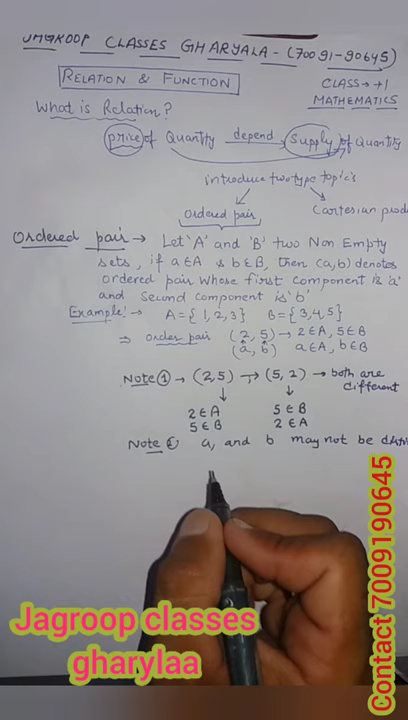 JAGROOP CLASSES GHARYALA - (70091-90645)
RELATION & FUNCTION
CLASS → +1
MATHEMATICS
What is Relation?
price of Quantity depend Supply of Quantity
introduce two type topics
Ordered pair
Cartesian produ
Ordered pair → Let 'A' and 'B' two Non Empty
sets, if a∈A & b∈B, then (a,b) denotes
ordered pair whose first component is 'a'
and second component is 'b'
Example:- → A={1,2,3} B={3,4,5}
⇒ order pair (2,5) → 2∈A, 5∈B
(a,b) a∈A, b∈B
Note ① → (2,5) → (5,2) → both are
different
2∈A 5∈B
5∈B 2∈A
Note a, and b may not be disti
Jagroop classes
gharylaa
Contact 70091190645